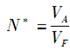 N* = V_A / V_F